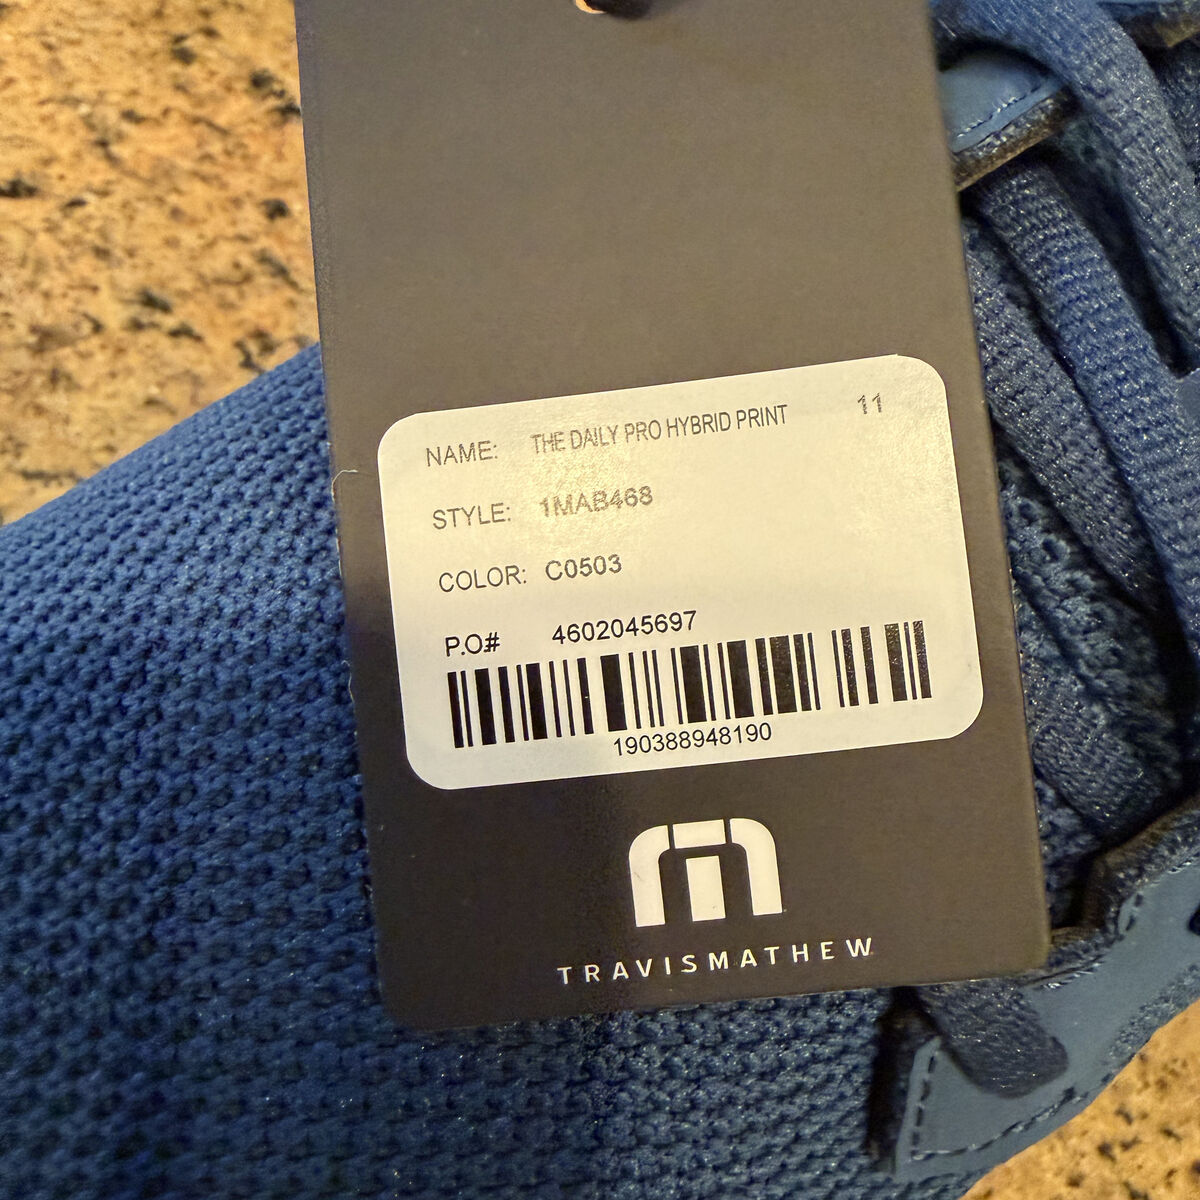 NAME: THE DAILY PRO HYBRID PRINT 11
STYLE: 1MAB468
COLOR: C0503
P.O# 4602045697
190388948190
TRAVISMATHEW